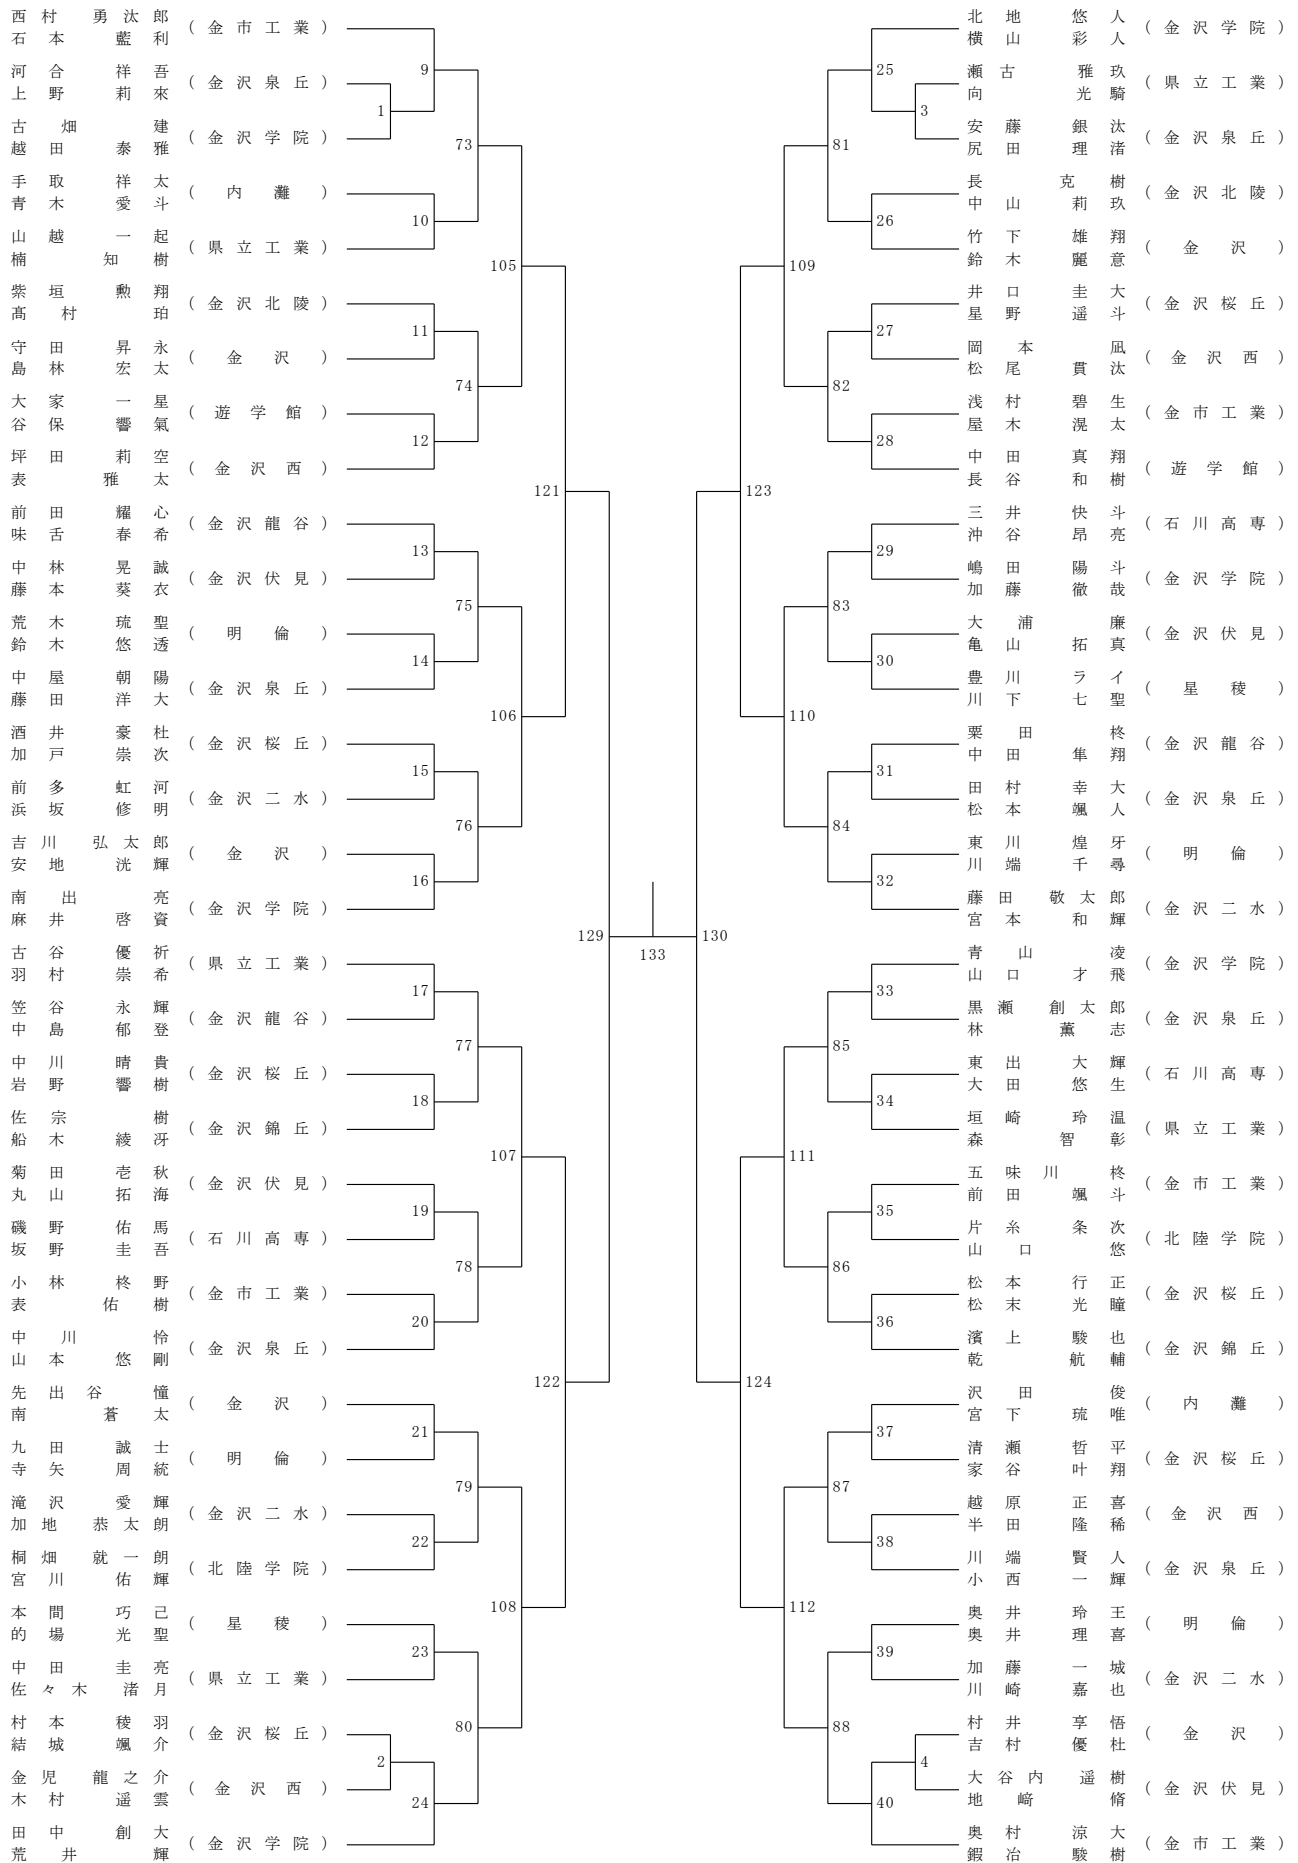 西村 勇汰郎
石本 藍利
(金市工業)
河合 祥吾
上野 莉來
(金沢泉丘)
古畑 建
越田 泰雅
(金沢学院)
手取 祥太
青木 愛斗
(内灘)
山越 一起
楠 知樹
(県立工業)
柴垣 勲翔
髙村 珀
(金沢北陵)
守田 昇永
島林 宏太
(金沢)
大家 一星
谷保 響氣
(遊学館)
坪田 莉空
表 雅太
(金沢西)
前田 耀心
味舌 春希
(金沢龍谷)
中林 晃誠
藤本 葵衣
(金沢伏見)
荒木 琉聖
鈴木 悠透
(明倫)
中屋 朝陽
藤田 洋大
(金沢泉丘)
酒井 豪杜
加戸 崇次
(金沢桜丘)
前多 虹河
浜坂 修明
(金沢二水)
吉川 弘太郎
安地 洸輝
(金沢)
南出 亮
麻井 啓資
(金沢学院)
古谷 優祈
羽村 崇希
(県立工業)
笠谷 永輝
中島 郁登
(金沢龍谷)
中川 晴貴
岩野 響樹
(金沢桜丘)
佐宗 樹
船木 綾冴
(金沢錦丘)
菊田 壱秋
丸山 拓海
(金沢伏見)
磯野 佑馬
坂野 圭吾
(石川高専)
小林 柊野
表 佑樹
(金市工業)
中川 怜
山本 悠剛
(金沢泉丘)
先出谷 憧
南 蒼太
(金沢)
九田 誠士
寺矢 周統
(明倫)
滝沢 愛輝
加地 恭太朗
(金沢二水)
桐畑 就一朗
宮川 佑輝
(北陸学院)
本間 巧己
的場 光聖
(星稜)
中田 圭亮
佐々木 渚月
(県立工業)
村本 稜羽
結城 颯介
(金沢桜丘)
金児 龍之介
木村 遥雲
(金沢西)
田中 創大
荒井 輝
(金沢学院)
1
2
9
10
11
12
13
14
15
16
17
18
19
20
21
22
23
24
73
74
75
76
77
78
79
80
105
106
107
108
121
122
129
133
130
123
124
109
110
111
112
81
82
83
84
85
86
87
88
25
26
27
28
29
30
31
32
33
34
35
36
37
38
39
40
3
4
北地 悠人
横山 彩人
(金沢学院)
瀬古 雅玖
向 光騎
(県立工業)
安藤 銀汰
尻田 理渚
(金沢泉丘)
長 克樹
中山 莉玖
(金沢北陵)
竹下 雄翔
鈴木 麗意
(金沢)
井口 圭大
星野 遥斗
(金沢桜丘)
岡本 凪
松尾 貫汰
(金沢西)
浅村 碧生
屋木 滉太
(金市工業)
中田 真翔
長谷 和樹
(遊学館)
三井 快斗
沖谷 昂亮
(石川高専)
嶋田 陽斗
加藤 徹哉
(金沢学院)
大浦 廉
亀山 拓真
(金沢伏見)
豊川 ライ
川下 七聖
(星稜)
栗田 柊
中田 隼翔
(金沢龍谷)
田村 幸大
松本 颯人
(金沢泉丘)
東川 煌牙
川端 千尋
(明倫)
藤田 敬太郎
宮本 和輝
(金沢二水)
青山 凌
山口 才飛
(金沢学院)
黒瀬 創太郎
林 薫志
(金沢泉丘)
東出 大輝
大田 悠生
(石川高専)
垣崎 玲温
森 智彰
(県立工業)
五味川 柊
前田 颯斗
(金市工業)
片糸 条次
山口 悠
(北陸学院)
松本 行正
松末 光瞳
(金沢桜丘)
濱上 駿也
乾 航輔
(金沢錦丘)
沢田 俊
宮下 琉唯
(内灘)
清瀬 哲平
家谷 叶翔
(金沢桜丘)
越原 正喜
半田 隆稀
(金沢西)
川端 賢人
小西 一輝
(金沢泉丘)
奥井 玲王
奥井 理喜
(明倫)
加藤 一城
川崎 嘉也
(金沢二水)
村井 享悟
吉村 優杜
(金沢)
大谷内 遥樹
地﨑 脩
(金沢伏見)
奥村 涼大
鍜冶 駿樹
(金市工業)